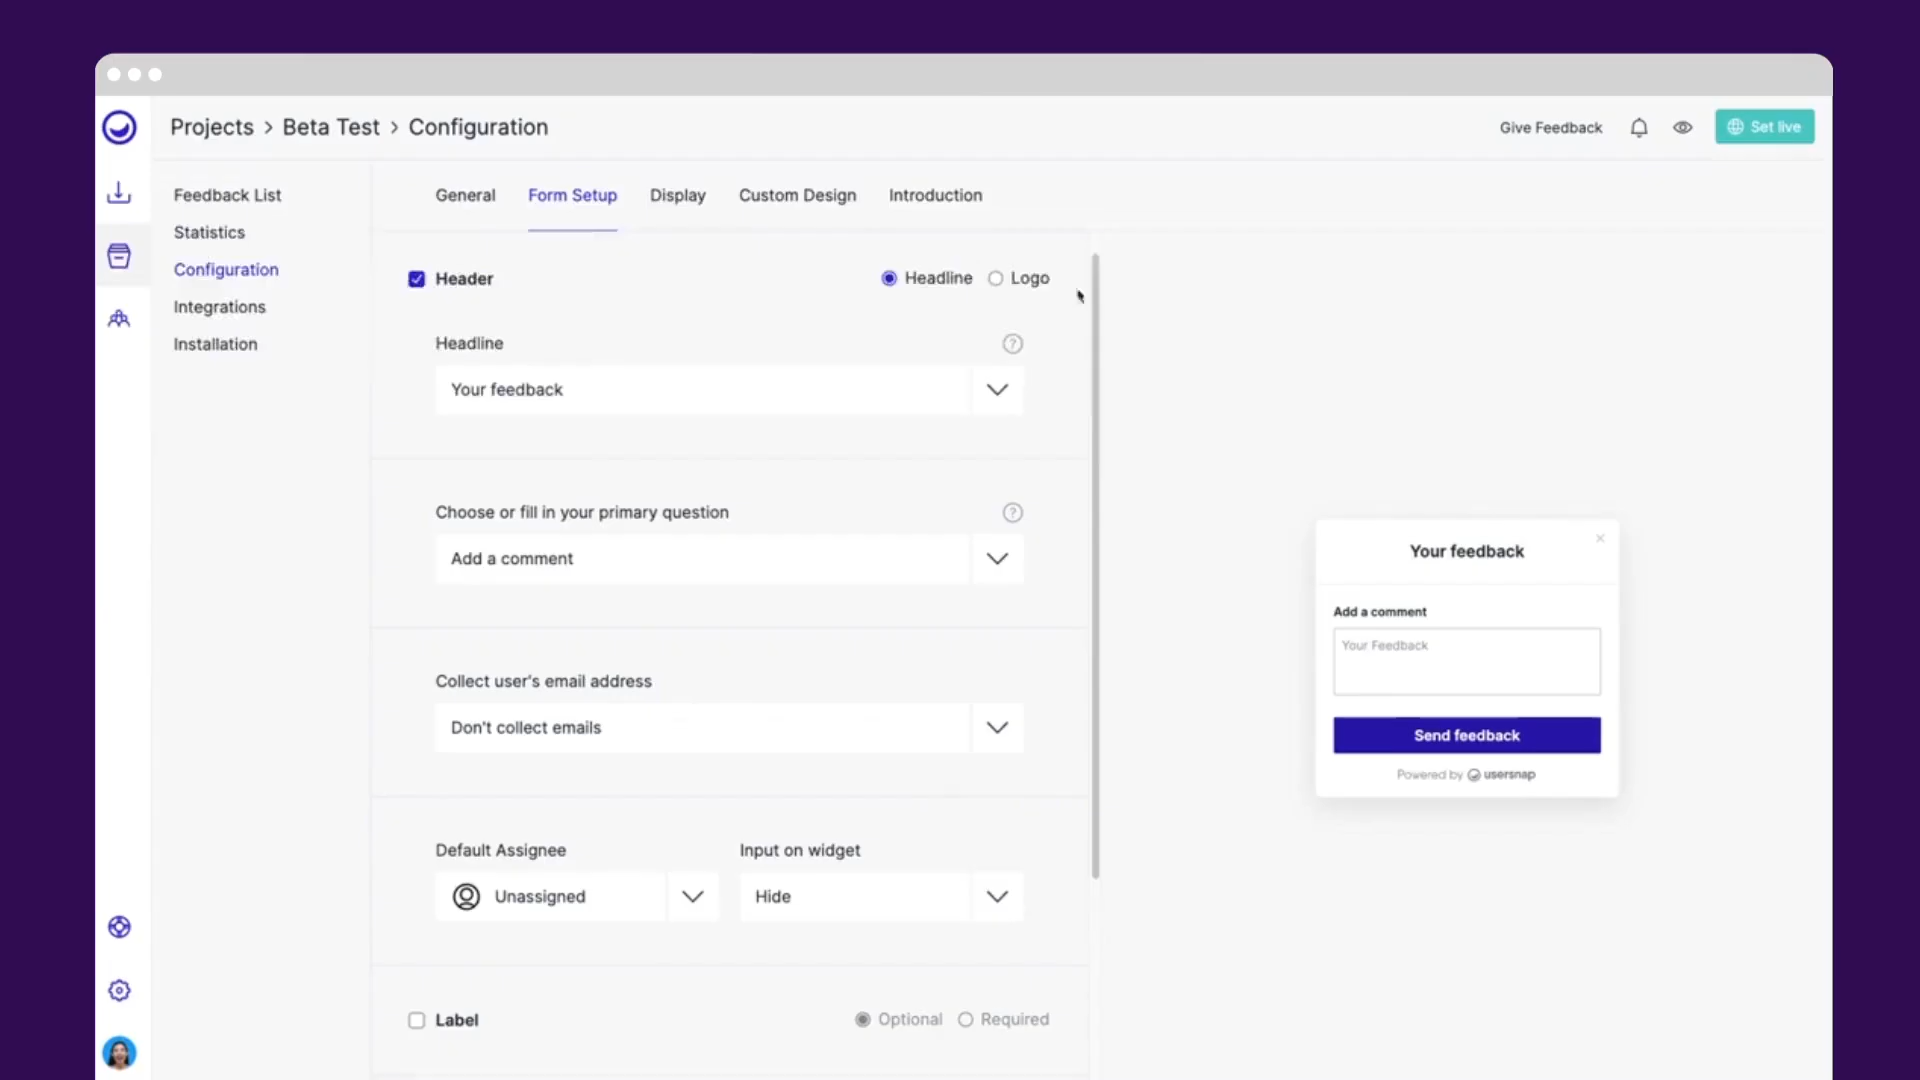 Projects > Beta Test > Configuration
Give Feedback
Set live
Feedback List
Statistics
Configuration
Integrations
Installation
General
Form Setup
Display
Custom Design
Introduction
Header
Headline
Logo
Headline
?
Your feedback
Choose or fill in your primary question
?
Add a comment
Collect user's email address
Don't collect emails
Default Assignee
Input on widget
Unassigned
Hide
Label
Optional
Required
Your feedback
Add a comment
Your Feedback
Send feedback
Powered by usersnap